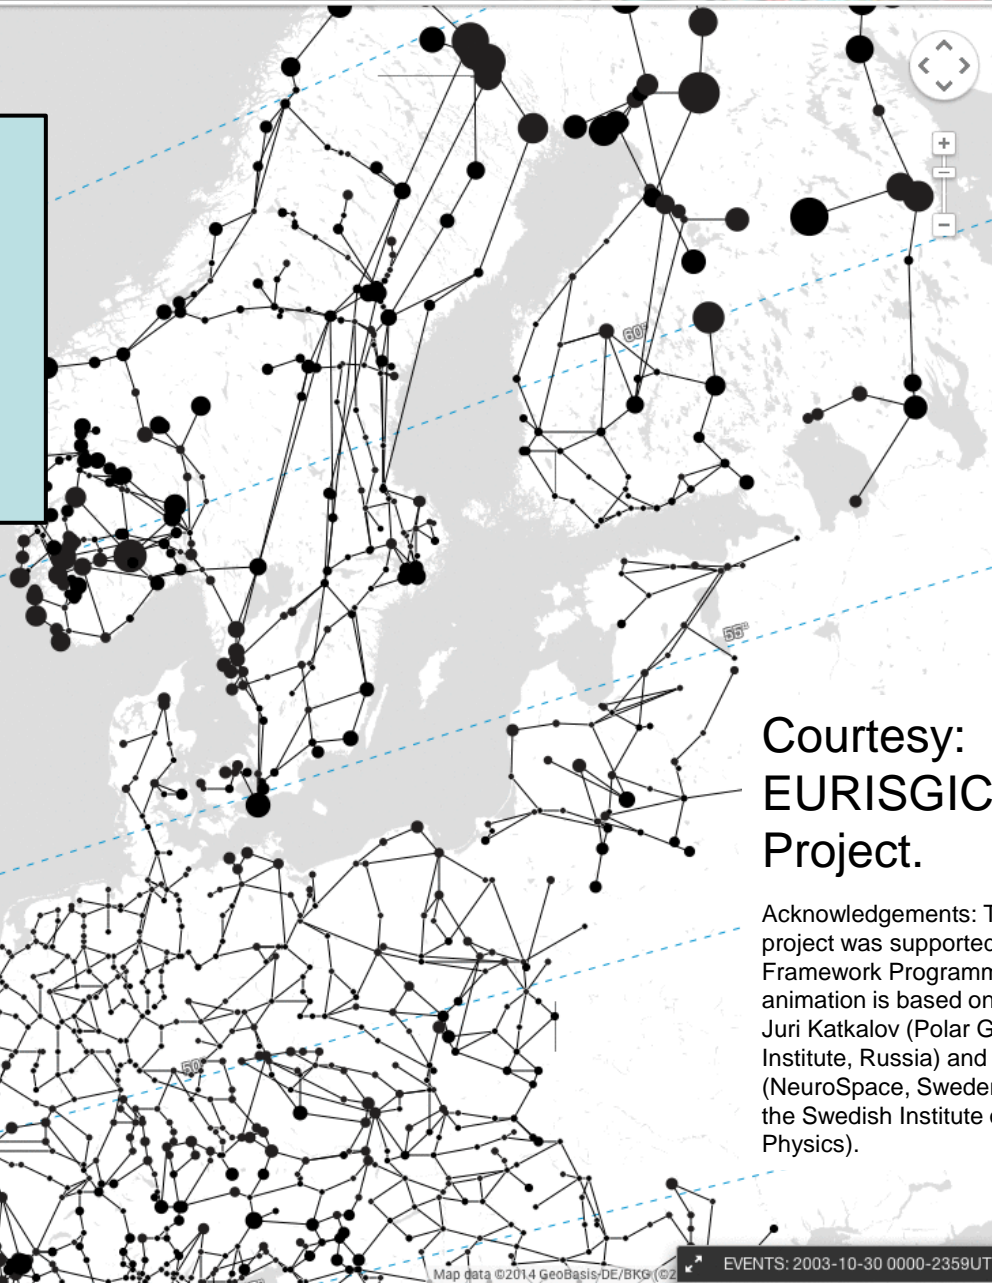 60°
55°
Courtesy:
EURISGIC
Project.
Acknowledgements: T
project was supported
Framework Programm
animation is based on
Juri Katkalov (Polar G
Institute, Russia) and
(NeuroSpace, Sweden
the Swedish Institute
Physics).
50°
Map data ©2014 GeoBasis-DE/BKG (©2
EVENTS: 2003-10-30 0000-2359UT